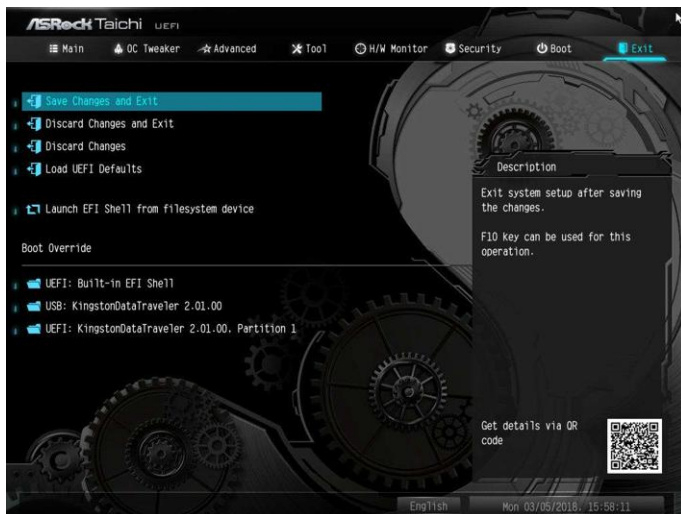 ASRock Taichi UEFI
Main OC Tweaker Advanced Tool H/W Monitor Security Boot Exit
Save Changes and Exit
Discard Changes and Exit
Discard Changes
Load UEFI Defaults
Launch EFI Shell from filesystem device
Boot Override
UEFI: Built-in EFI Shell
USB: KingstonDataTraveler 2.01.00
UEFI: KingstonDataTraveler 2.01.00. Partition 1
Description
Exit system setup after saving
the changes.
F10 key can be used for this
operation.
Get details via QR
code
English Mon 03/05/2018. 15:58:11